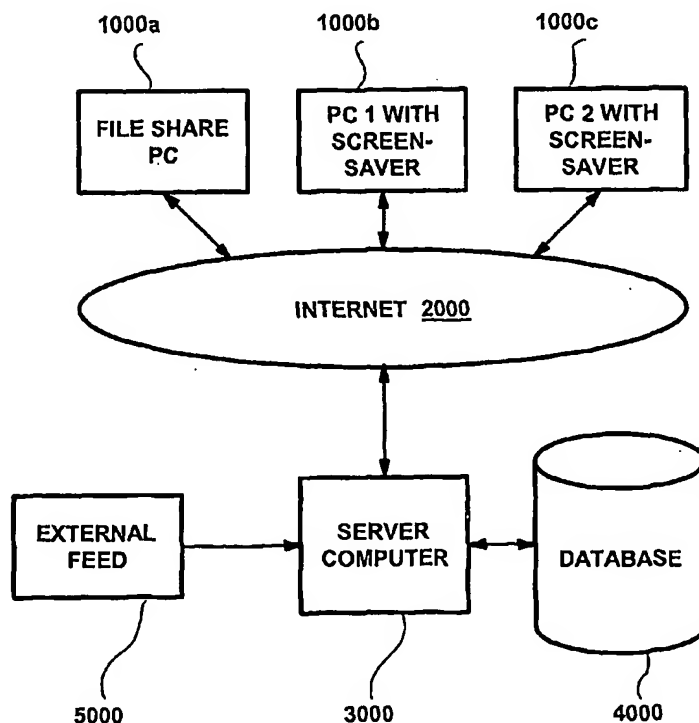 1000a
1000b
1000c
FILE SHARE
PC
PC 1 WITH
SCREEN-
SAVER
PC 2 WITH
SCREEN-
SAVER
INTERNET 2000
EXTERNAL
FEED
SERVER
COMPUTER
DATABASE
5000
3000
4000